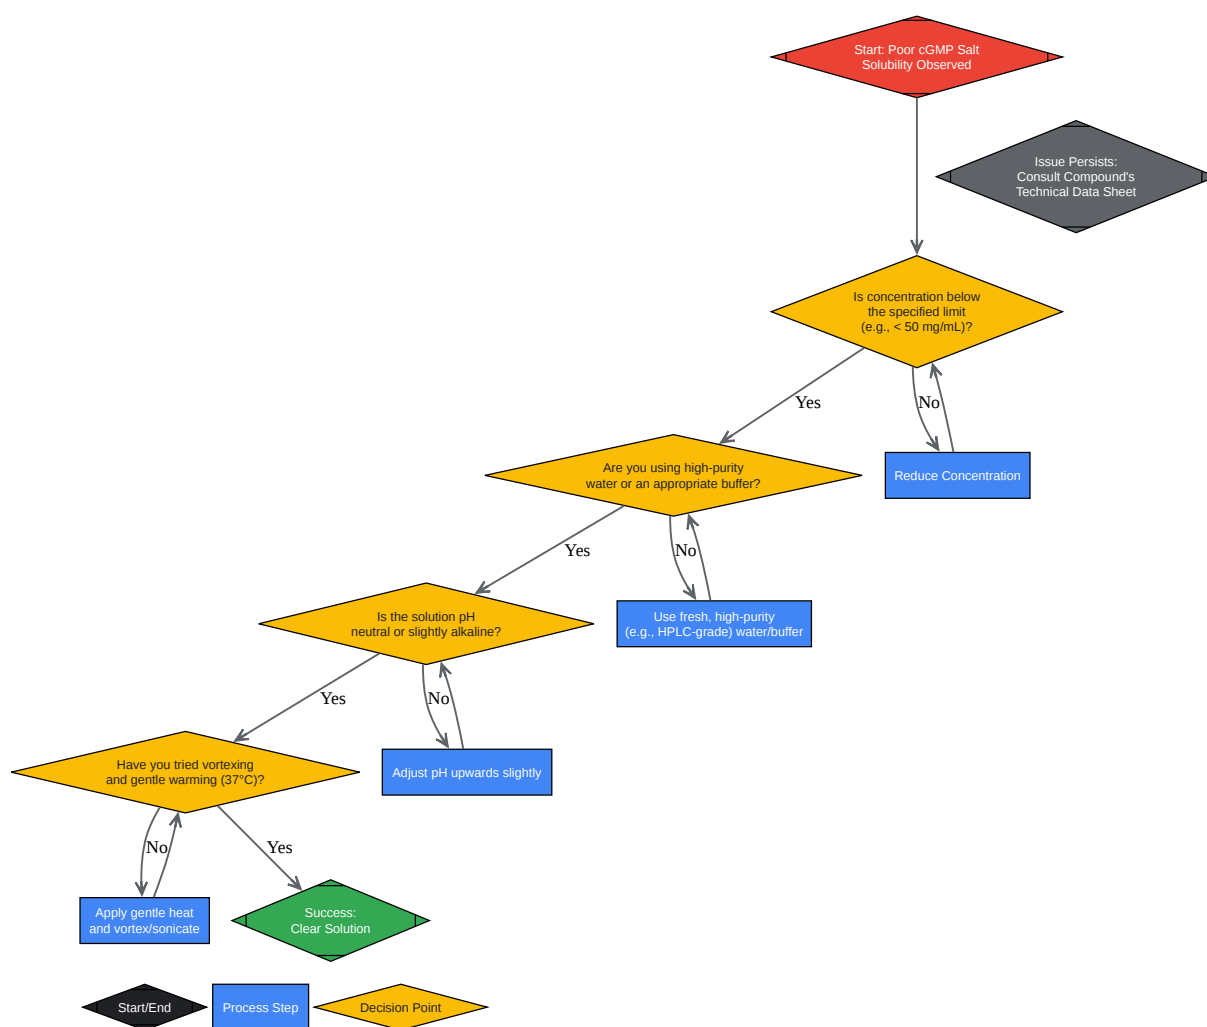 Start: Poor cGMP Salt
Solubility Observed
Issue Persists:
Consult Compound's
Technical Data Sheet
Is concentration below
the specified limit
(e.g., < 50 mg/mL)?
Yes
No
Are you using high-purity
water or an appropriate buffer?
Reduce Concentration
Yes
No
Is the solution pH
neutral or slightly alkaline?
Use fresh, high-purity
(e.g., HPLC-grade) water/buffer
Yes
No
Have you tried vortexing
and gentle warming (37°C)?
Adjust pH upwards slightly
No
Yes
Apply gentle heat
and vortex/sonicate
Success:
Clear Solution
Start/End
Process Step
Decision Point